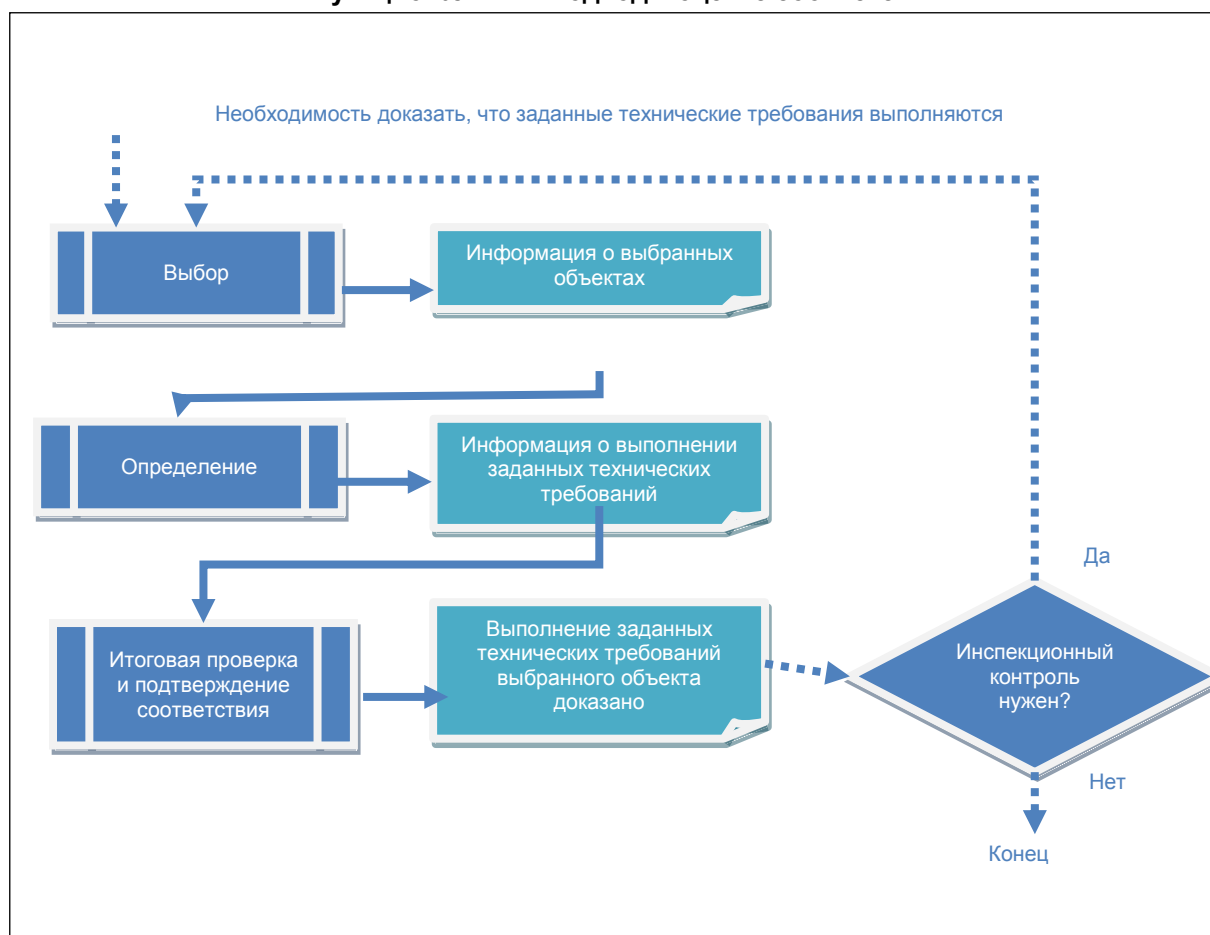 Необходимость доказать, что заданные технические требования выполняются
Выбор
Информация о выбранных
объектах
Определение
Информация о выполнении
заданных технических
требований
Да
Итоговая проверка
и подтверждение
соответствия
Выполнение заданных
технических требований
выбранного объекта
доказано
Инспекционный
контроль
нужен?
Нет
Конец